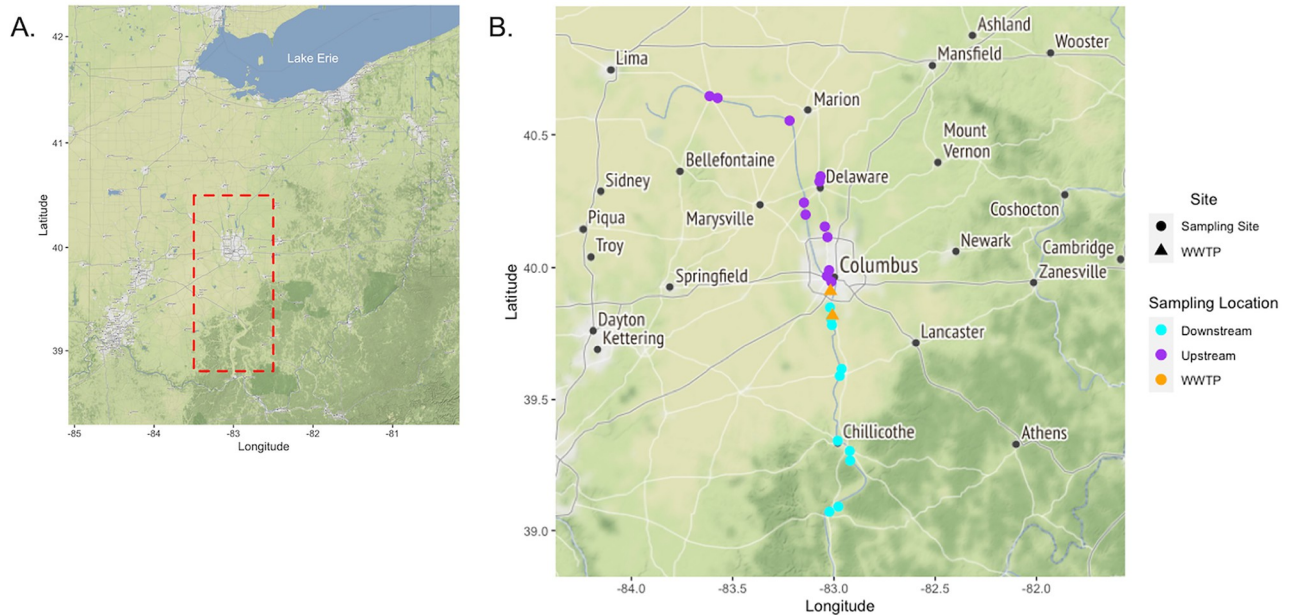 A.
Lake Erie
42
41
40
39
Latitude
-85
-84
-83
-82
-81
Longitude
B.
Ashland
Wooster
Mansfield
Lima
Marion
Mount
Vernon
Bellefontaine
Sidney
Delaware
Marysville
Coshocton
Piqua
Troy
Newark
Cambridge
Columbus
Zanesville
Springfield
Dayton
Kettering
Lancaster
Chillicothe
Athens
40.5
40.0
39.5
39.0
Latitude
-84.0
-83.5
-83.0
-82.5
-82.0
Longitude
Site
Sampling Site
WWTP
Sampling Location
Downstream
Upstream
WWTP